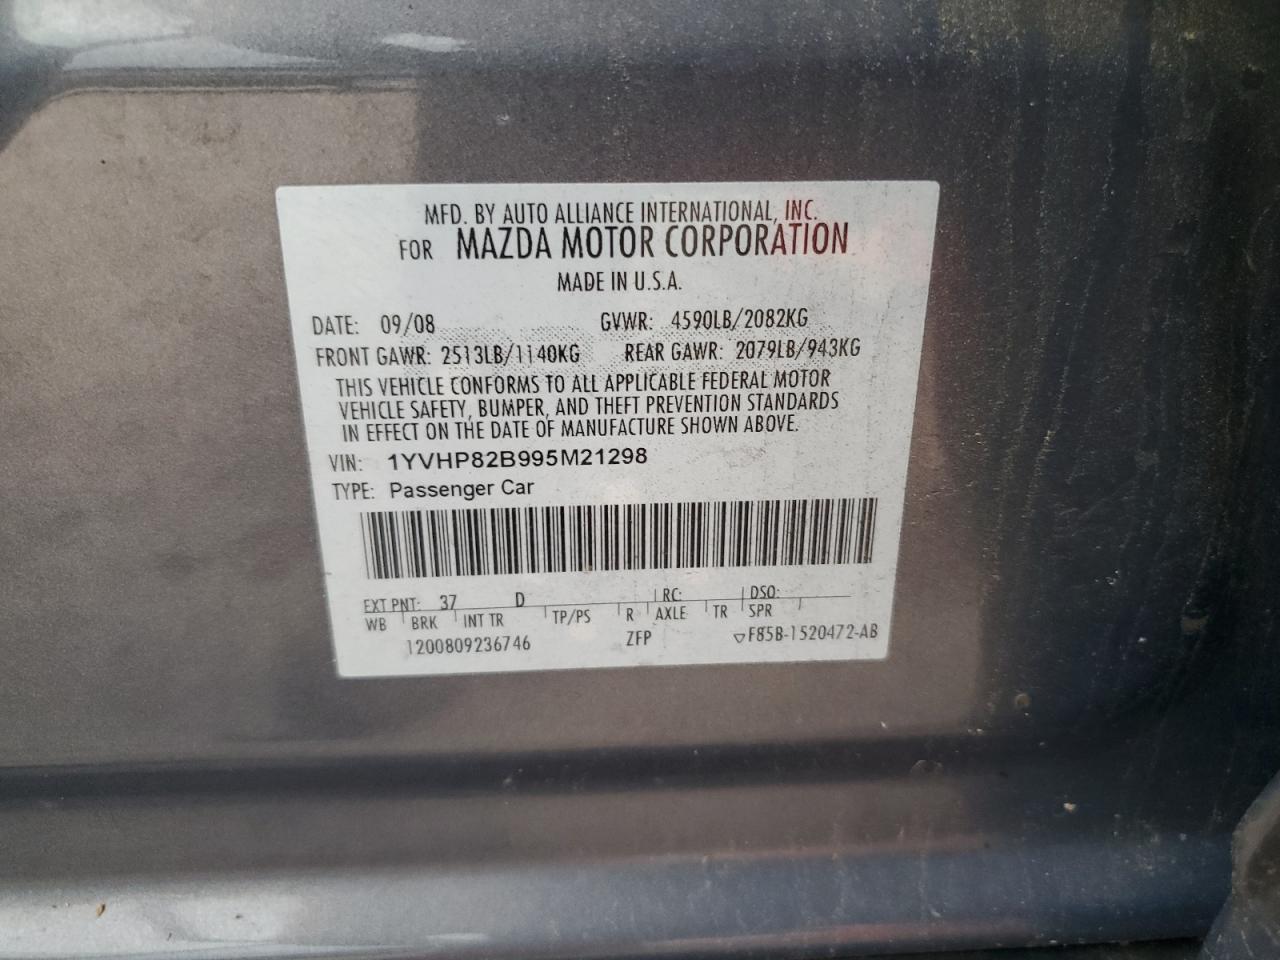 MFD. BY AUTO ALLIANCE INTERNATIONAL, INC.
FOR MAZDA MOTOR CORPORATION
MADE IN U.S.A.
DATE: 09/08 GVWR: 4590LB/2082KG
FRONT GAWR: 2513LB/1140KG REAR GAWR: 2079LB/943KG
THIS VEHICLE CONFORMS TO ALL APPLICABLE FEDERAL MOTOR
VEHICLE SAFETY, BUMPER, AND THEFT PREVENTION STANDARDS
IN EFFECT ON THE DATE OF MANUFACTURE SHOWN ABOVE.
VIN: 1YVHP82B995M21298
TYPE: Passenger Car
EXT PNT: 37 D RC: DSO:
WB BRK INT TR TP/PS R AXLE TR SPR
1200809236746 ZFP ▽F85B-1520472-AB